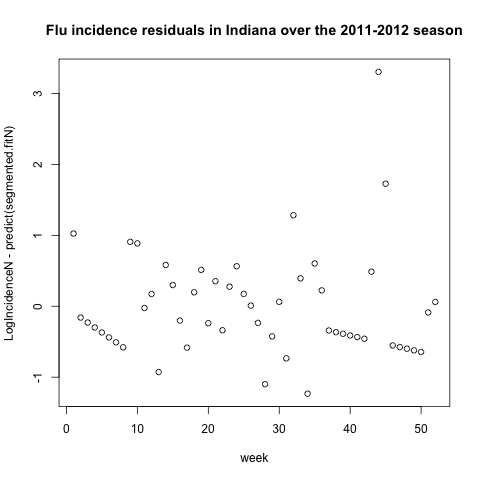 Flu incidence residuals in Indiana over the 2011-2012 season
LogIncidenceN - predict(segmented.fitN)
3
2
1
0
-1
0 10 20 30 40 50
week